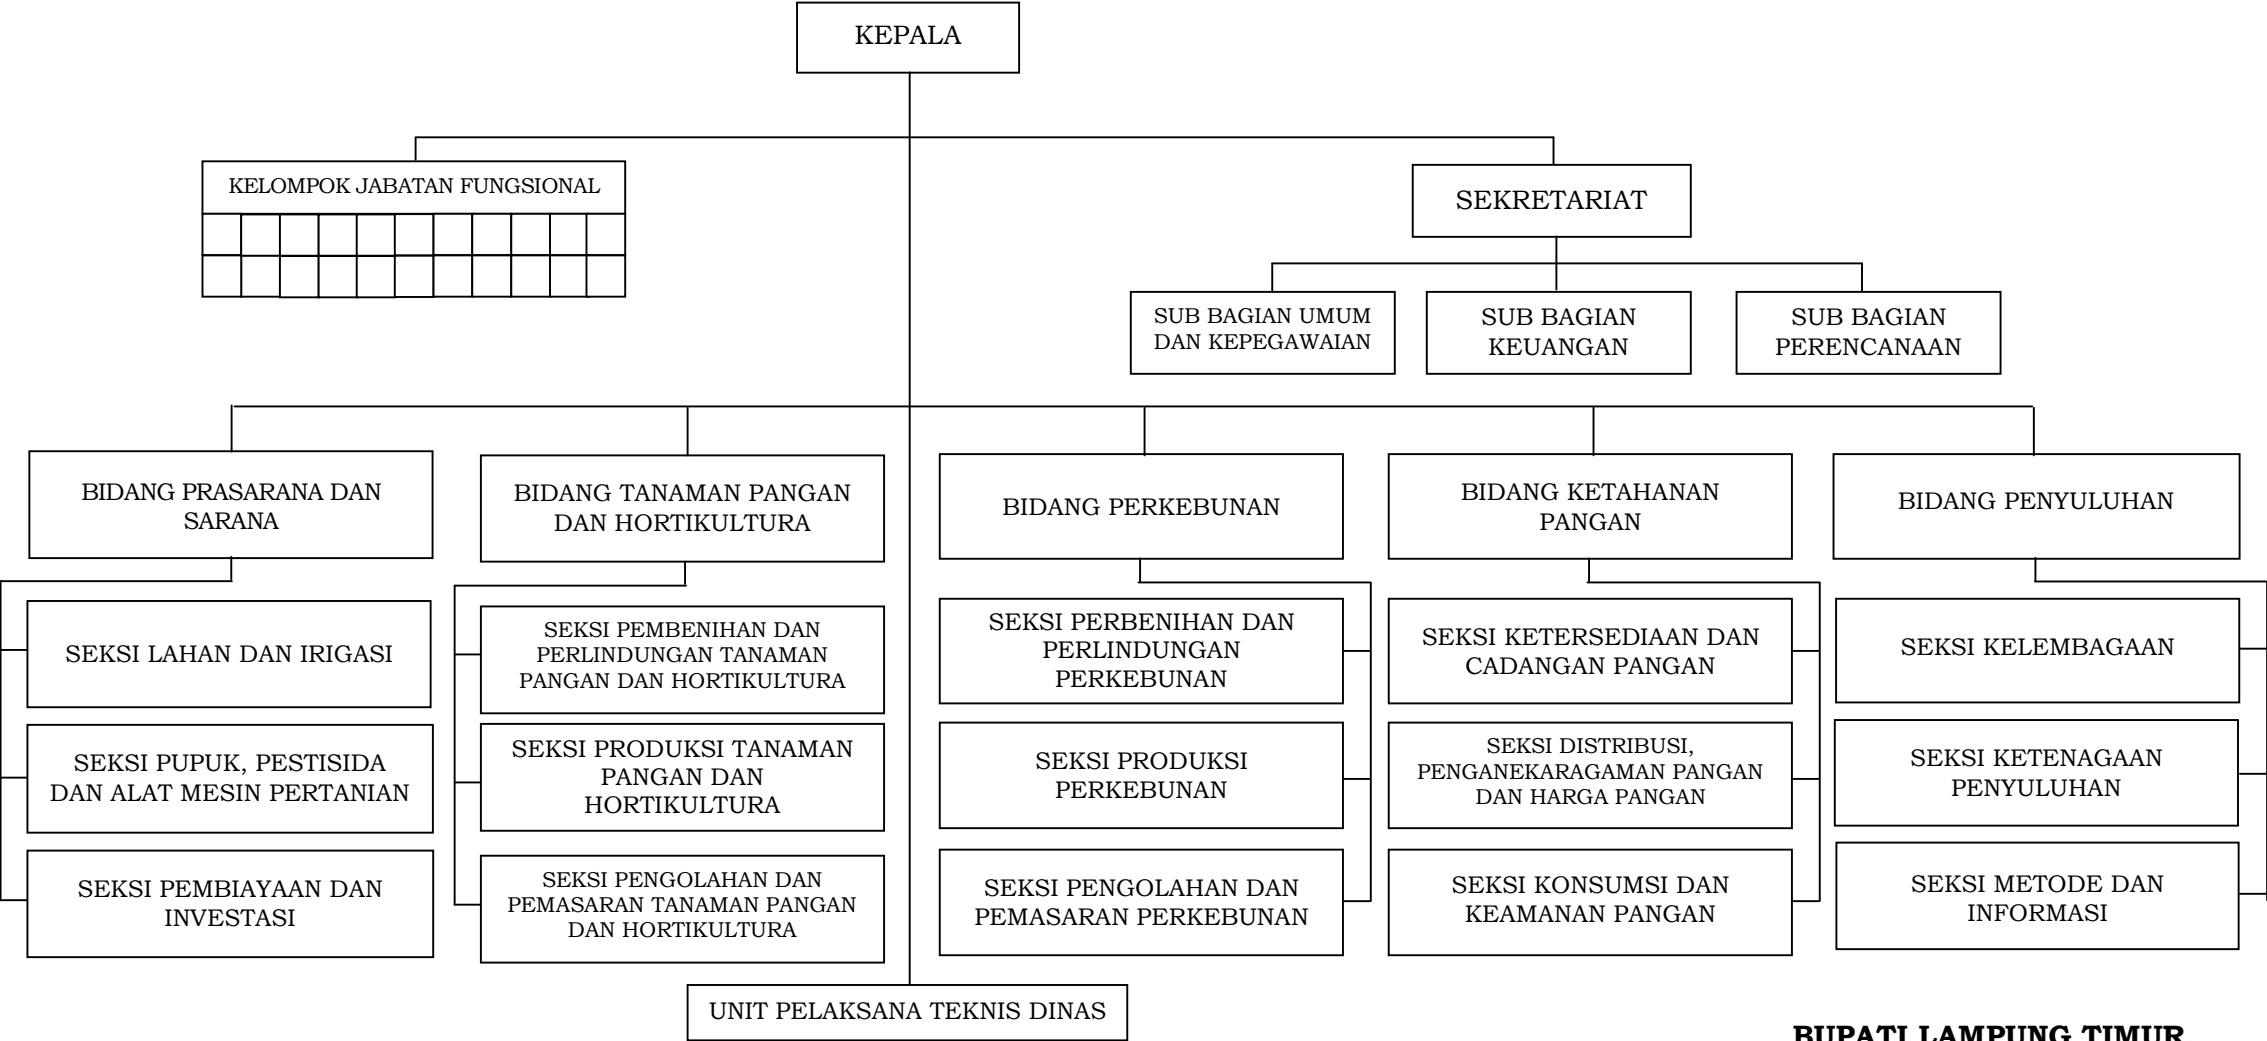 KEPALA
KELOMPOK JABATAN FUNGSIONAL
SEKRETARIAT
SUB BAGIAN UMUM
DAN KEPEGAWAIAN
SUB BAGIAN
KEUANGAN
SUB BAGIAN
PERENCANAAN
BIDANG PRASARANA DAN
SARANA
BIDANG TANAMAN PANGAN
DAN HORTIKULTURA
BIDANG PERKEBUNAN
BIDANG KETAHANAN
PANGAN
BIDANG PENYULUHAN
SEKSI LAHAN DAN IRIGASI
SEKSI PEMBENIHAN DAN
PERLINDUNGAN TANAMAN
PANGAN DAN HORTIKULTURA
SEKSI PERBENIHAN DAN
PERLINDUNGAN
PERKEBUNAN
SEKSI KETERSEDIAAN DAN
CADANGAN PANGAN
SEKSI KELEMBAGAAN
SEKSI PUPUK, PESTISIDA
DAN ALAT MESIN PERTANIAN
SEKSI PRODUKSI TANAMAN
PANGAN DAN
HORTIKULTURA
SEKSI PRODUKSI
PERKEBUNAN
SEKSI DISTRIBUSI,
PENGANEKARAGAMAN PANGAN
DAN HARGA PANGAN
SEKSI KETENAGAAN
PENYULUHAN
SEKSI PEMBIAYAAN DAN
INVESTASI
SEKSI PENGOLAHAN DAN
PEMASARAN TANAMAN PANGAN
DAN HORTIKULTURA
SEKSI PENGOLAHAN DAN
PEMASARAN PERKEBUNAN
SEKSI KONSUMSI DAN
KEAMANAN PANGAN
SEKSI METODE DAN
INFORMASI
UNIT PELAKSANA TEKNIS DINAS
BUPATI LAMPUNG TIMUR